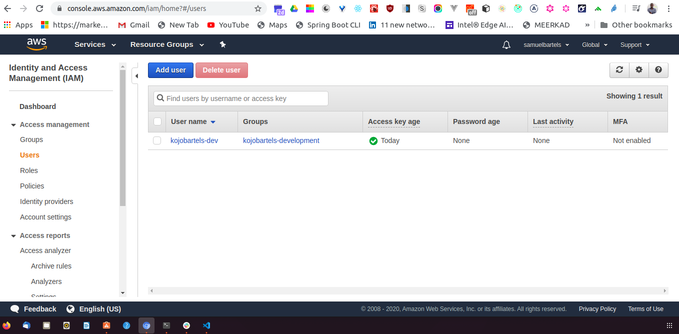 console.aws.amazon.com/iam/home?#/users
Apps https://marke... Gmail New Tab YouTube Maps Spring Boot CLI 11 new netwo... Intel® Edge AI... MEERKAD » Other bookmarks
aws Services Resource Groups samuelbartels Global Support
Identity and Access
Management (IAM)
Add user Delete user
Find users by username or access key
Showing 1 result
Dashboard
Access management
Groups
Users
Roles
Policies
Identity providers
Account settings
Access reports
Access analyzer
Archive rules
Analyzers
Settings
User name Groups Access key age Password age Last activity MFA
kojobartels-dev kojobartels-development Today None None Not enabled
Feedback English (US) © 2008 - 2020, Amazon Web Services, Inc. or its affiliates. All rights reserved. Privacy Policy Terms of Use